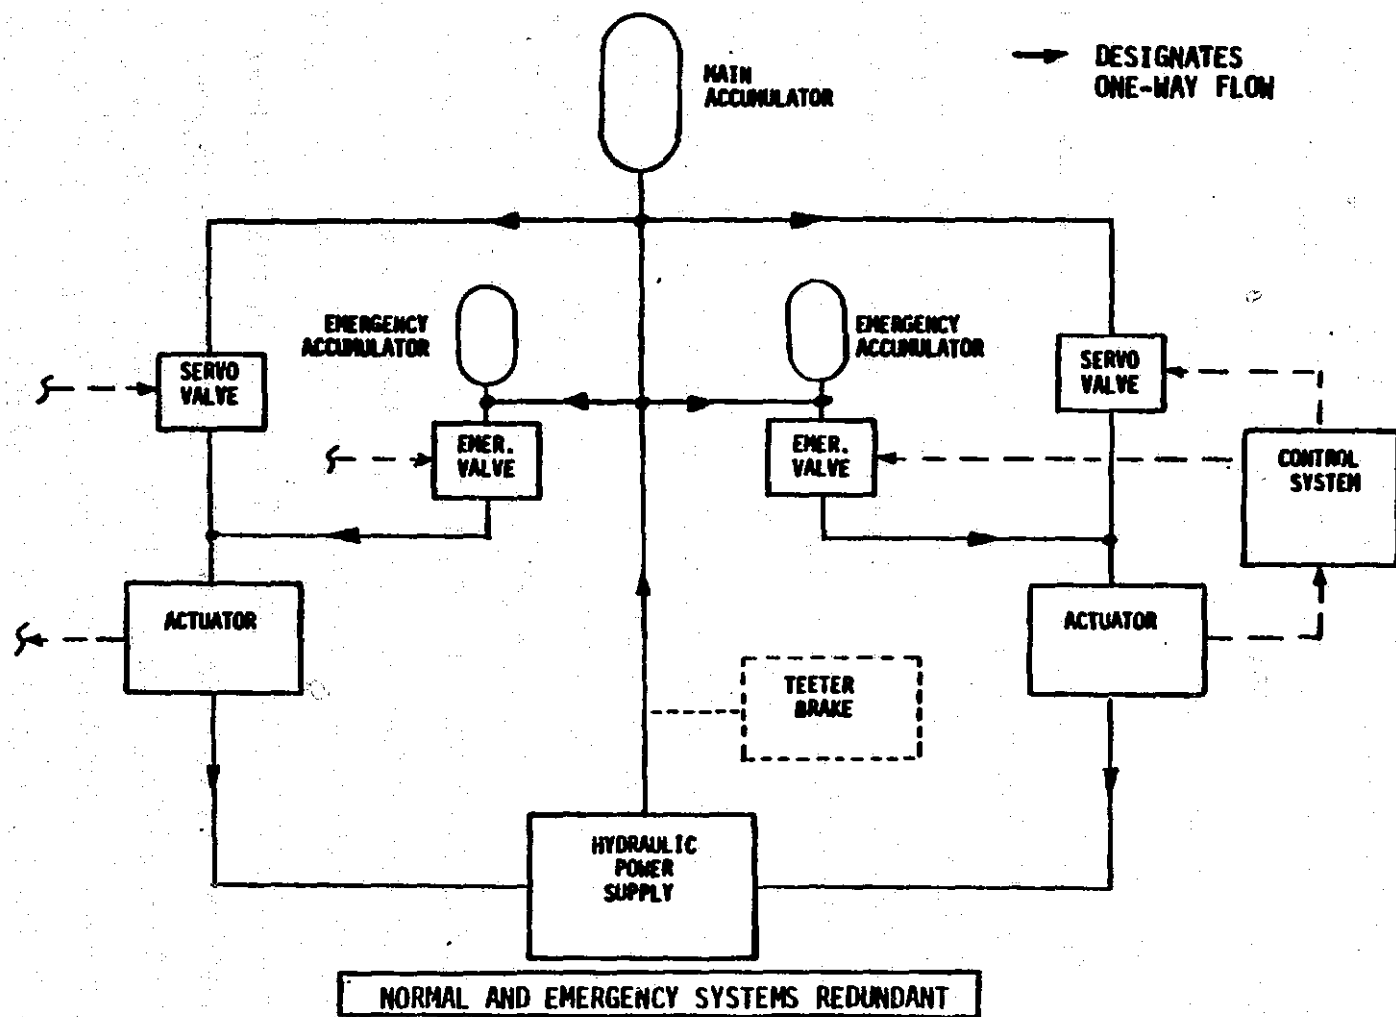 MAIN
ACCUMULATOR
DESIGNATES
ONE-WAY FLOW
EMERGENCY
ACCUMULATOR
EMERGENCY
ACCUMULATOR
SERVO
VALVE
SERVO
VALVE
EMER.
VALVE
EMER.
VALVE
CONTROL
SYSTEM
ACTUATOR
ACTUATOR
TEETER
BRAKE
HYDRAULIC
POWER
SUPPLY
NORMAL AND EMERGENCY SYSTEMS REDUNDANT